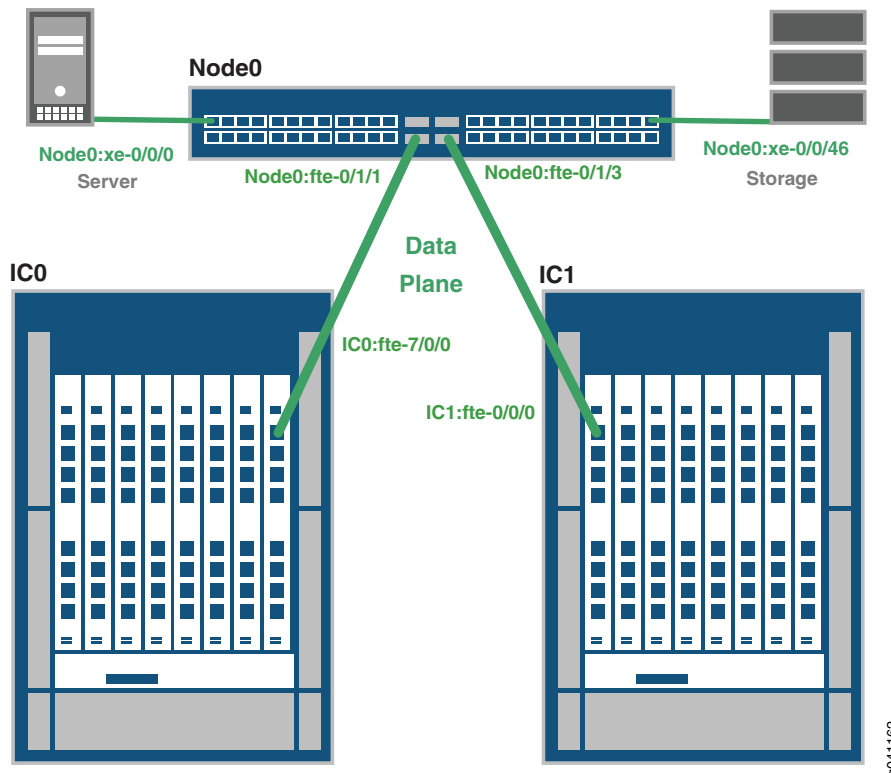 Node0
Node0:xe-0/0/0
Server
Node0:fte-0/1/1
Node0:fte-0/1/3
Node0:xe-0/0/46
Storage
Data
Plane
IC0
IC1
IC0:fte-7/0/0
IC1:fte-0/0/0